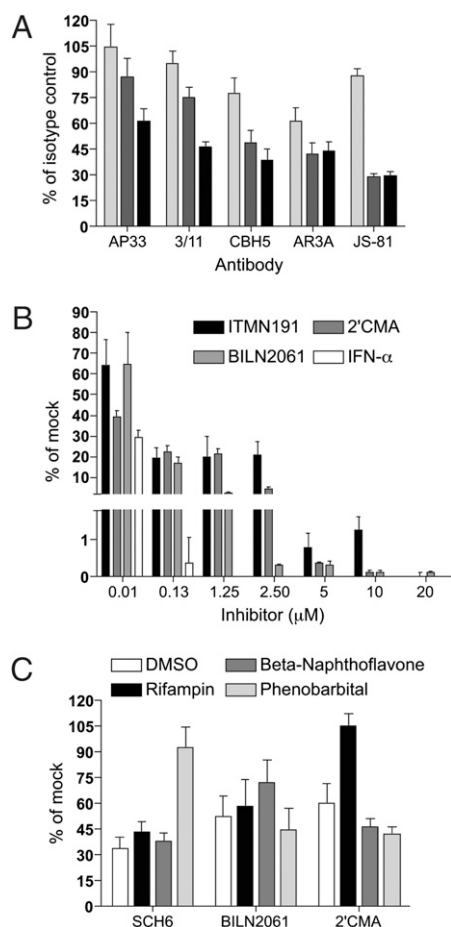 A
% of isotype control
120
105
90
75
60
45
30
15
0
AP33 3/11 CBH5 AR3A JS-81
Antibody
B
ITMN191 2'CMA
BILN2061 IFN-α
% of mock
90
80
70
60
50
40
30
20
10
1
0
0.01 0.13 1.25 2.50 5 10 20
Inhibitor (µM)
C
DMSO Beta-Naphthoflavone
Rifampin Phenobarbital
% of mock
120
105
90
75
60
45
30
15
0
SCH6 BILN2061 2'CMA